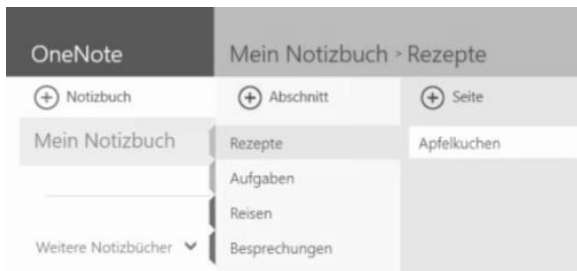 OneNote
Mein Notizbuch > Rezepte
Notizbuch
Abschnitt
Seite
Mein Notizbuch
Rezepte
Apfelkuchen
Aufgaben
Reisen
Weitere Notizbücher
Besprechungen